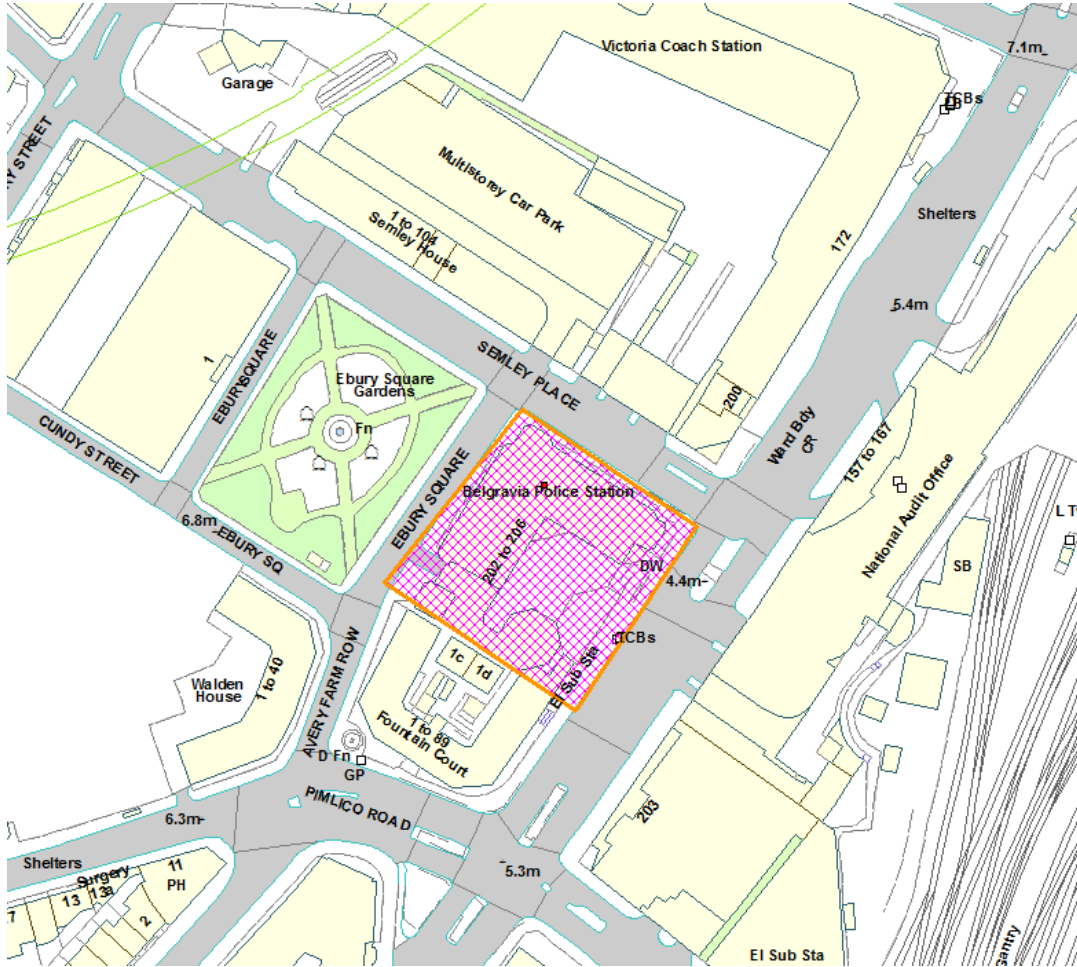 Victoria Coach Station
7.1m
Garage
TCBs
RY STREET
Multistorey Car Park
1 to 104
Semley House
172
Shelters
5.4m
1
EBURY SQUARE
Ebury Square
Gardens
Fn
SEMLEY PLACE
200
Ward Bdy
CR
157 to 167
National Audit Office
CUNDY STREET
6.8m
EBURY SQ
EBURY SQUARE
Belgravia Police Station
202 to 206
DW
4.4m
SB
TCBs
El Sub Sta
Walden
House
1 to 40
AVERY FARM ROW
1c
1d
1 to 89
Fountain Court
D Fn
GP
PIMLICO ROAD
6.3m
203
5.3m
Shelters
Surgery
11
PH
13
13a
2
El Sub Sta
antry